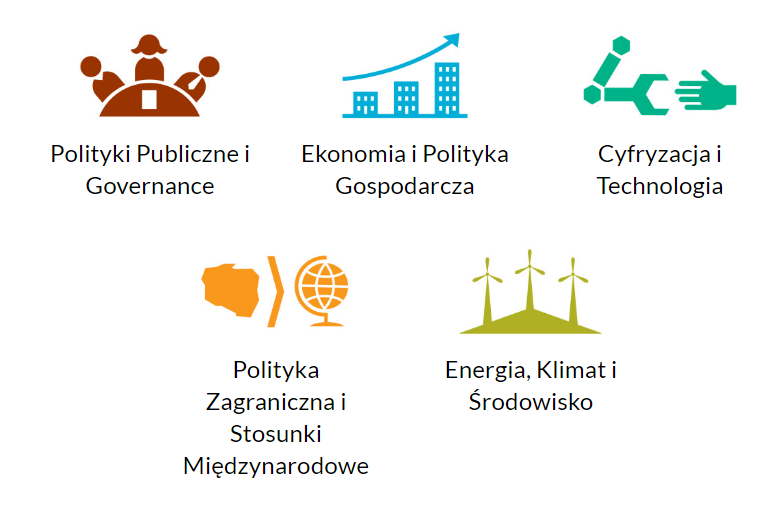 Polityki Publiczne i
Governance
Ekonomia i Polityka
Gospodarcza
Cyfryzacja i
Technologia
Polityka
Zagraniczna i
Stosunki
Międzynarodowe
Energia, Klimat i
Środowisko